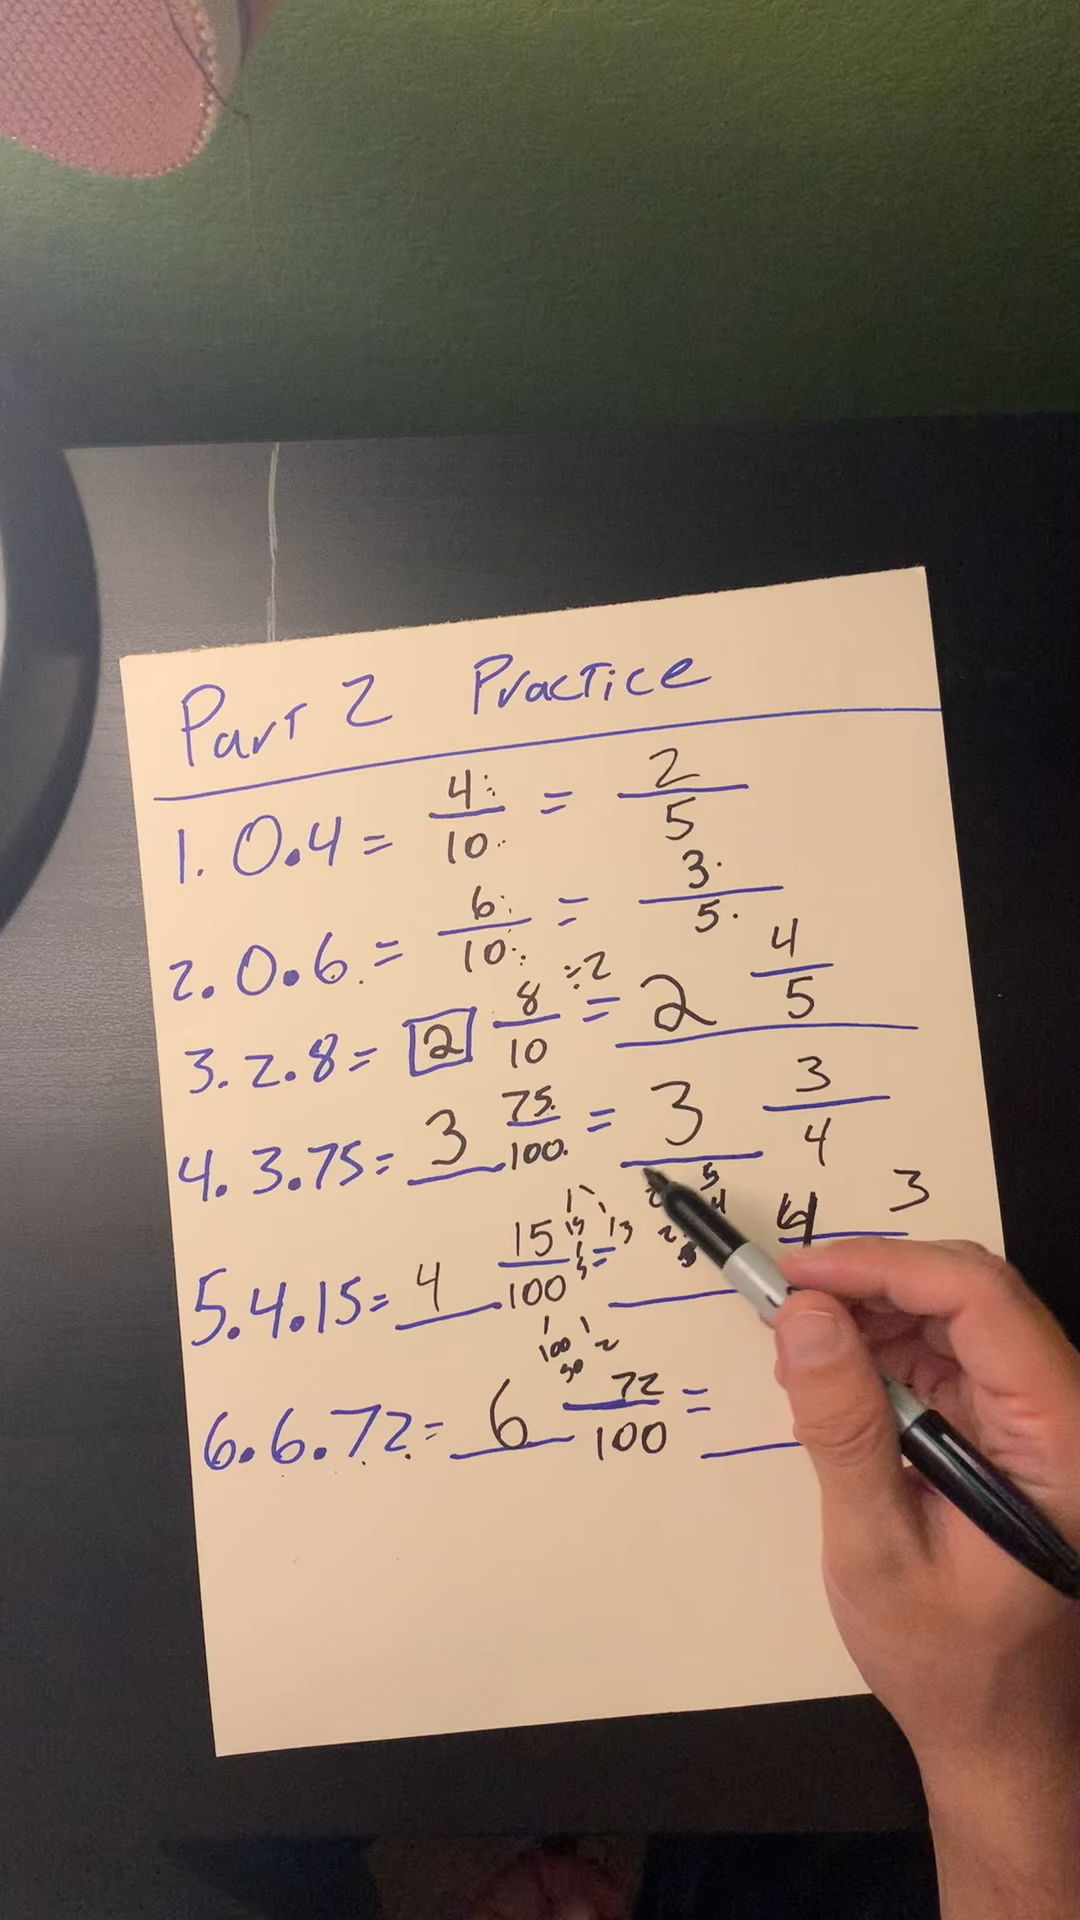 Part 2 Practice
1. 0.4 = 4/10 = 2/5
2. 0.6 = 6/10 = 3/5
3. 2.8 = 2 8/10 ÷2 = 2 4/5
4. 3.75 = 3 75/100 = 3 3/4
5. 4.15 = 4 15/100 = 3
6. 6.72 = 6 72/100 =